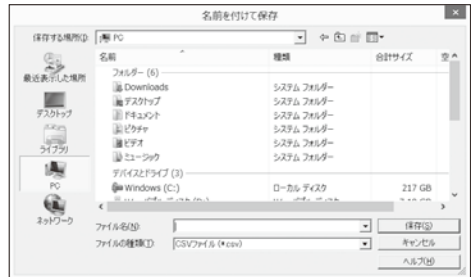 名前を付けて保存
保存する場所(I): PC
名前 種類 合計サイズ 空
フォルダー (6)
Downloads システム フォルダー
デスクトップ システム フォルダー
ドキュメント システム フォルダー
ピクチャ システム フォルダー
ビデオ システム フォルダー
ミュージック システム フォルダー
デバイスとドライブ (3)
Windows (C:) ローカル ディスク 217 GB
最近表示した場所
デスクトップ
ライブラリ
PC
ネットワーク
ファイル名(N):
ファイルの種類(T): CSVファイル (*.csv)
保存(S)
キャンセル
ヘルプ(H)